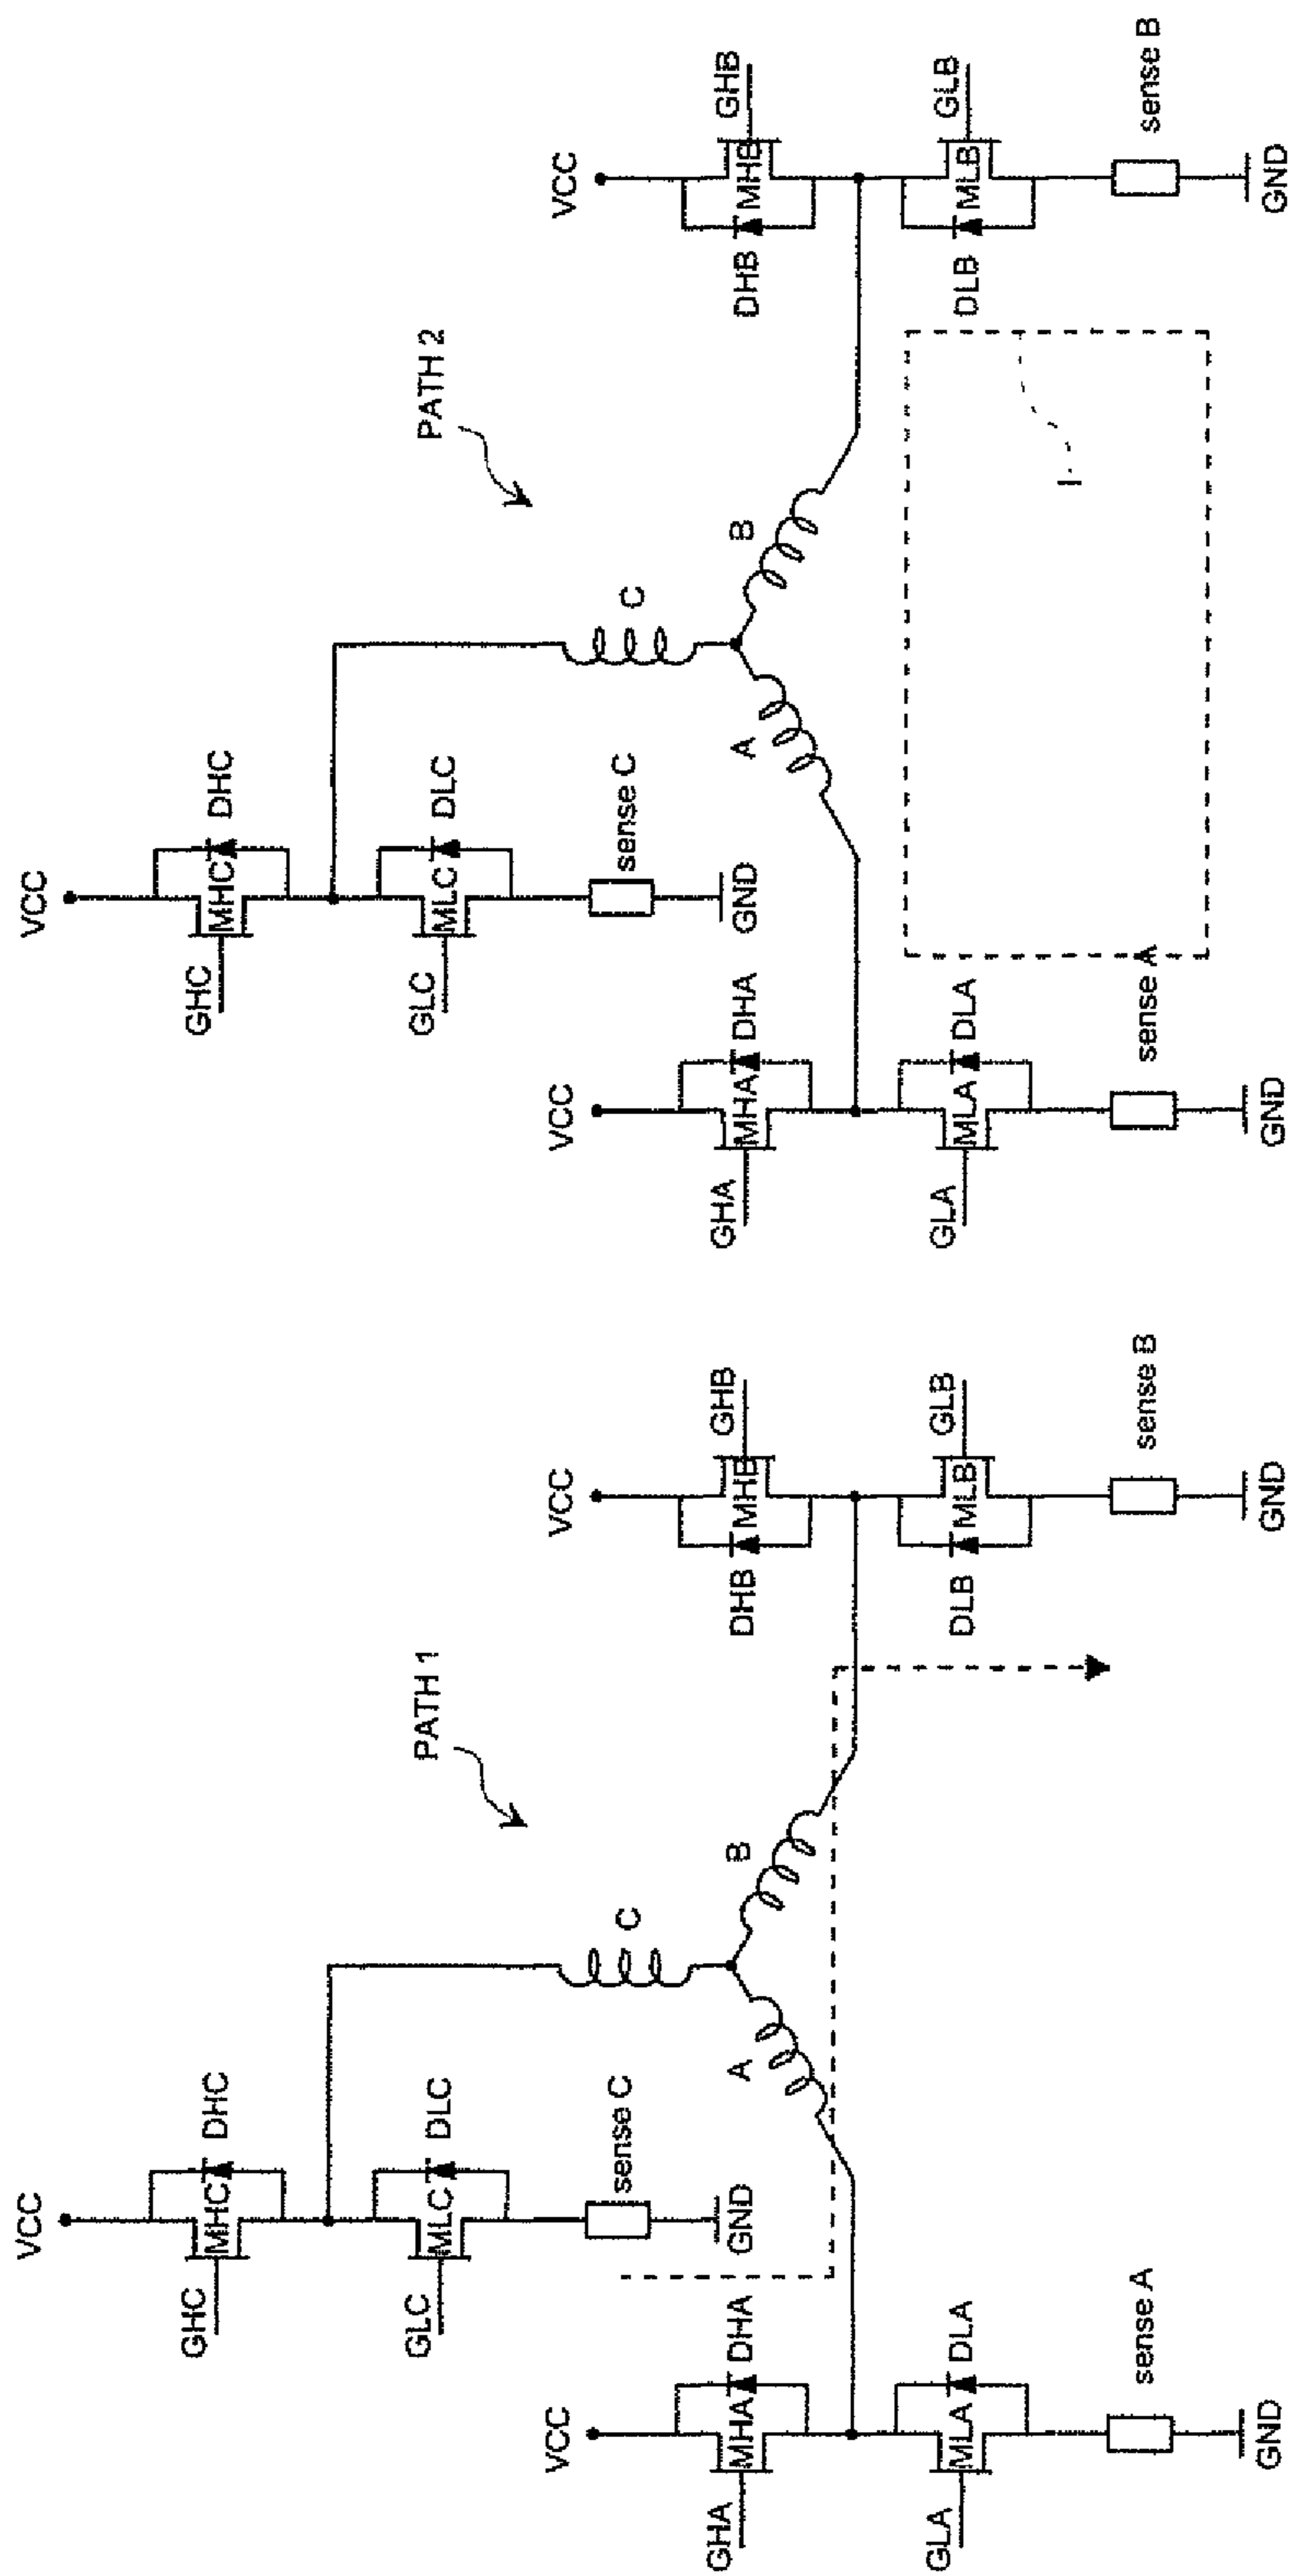 VCC
GHC
MHC
DHC
GLC
MLC
DLC
sense C
GND
PATH 1
C
A
B
VCC
GHA
MHA
DHA
GLA
MLA
DLA
sense A
GND
VCC
DHB
MHB
GHB
DLB
MLB
GLB
sense B
GND
VCC
GHC
MHC
DHC
GLC
MLC
DLC
sense C
GND
PATH 2
C
A
B
VCC
GHA
MHA
DHA
GLA
MLA
DLA
sense A
GND
VCC
DHB
MHB
GHB
DLB
MLB
GLB
sense B
GND